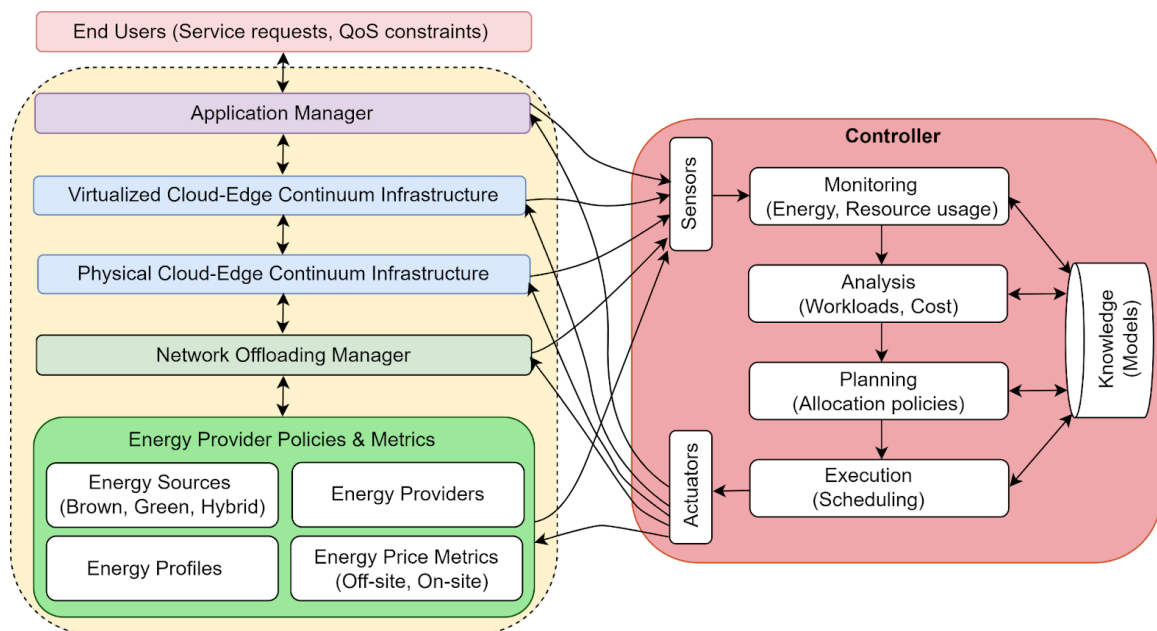 End Users (Service requests, QoS constraints)
Application Manager
Virtualized Cloud-Edge Continuum Infrastructure
Physical Cloud-Edge Continuum Infrastructure
Network Offloading Manager
Energy Provider Policies & Metrics
Energy Sources
(Brown, Green, Hybrid)
Energy Providers
Energy Profiles
Energy Price Metrics
(Off-site, On-site)
Controller
Sensors
Monitoring
(Energy, Resource usage)
Analysis
(Workloads, Cost)
Planning
(Allocation policies)
Execution
(Scheduling)
Actuators
Knowledge
(Models)